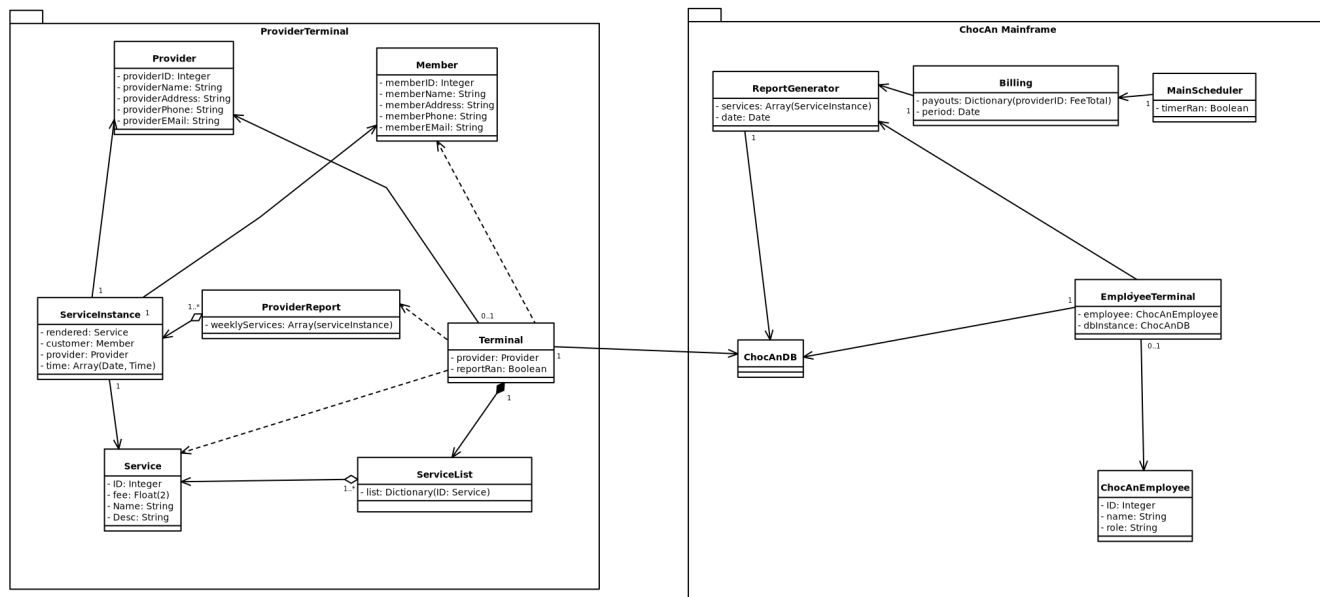 ProviderTerminal
Provider
- providerID: Integer
- providerName: String
- providerAddress: String
- providerPhone: String
- providerEMail: String
Member
- memberID: Integer
- memberName: String
- memberAddress: String
- memberPhone: String
- memberEMail: String
1
ServiceInstance
1
- rendered: Service
- customer: Member
- provider: Provider
- time: Array(Date, Time)
1
1..*
ProviderReport
- weeklyServices: Array(serviceInstance)
0..1
Terminal
- provider: Provider
- reportRan: Boolean
1
1
Service
- ID: Integer
- fee: Float(2)
- Name: String
- Desc: String
1..*
ServiceList
- list: Dictionary(ID: Service)
ChocAn Mainframe
ReportGenerator
- services: Array(ServiceInstance)
- date: Date
1
Billing
- payouts: Dictionary(providerID: FeeTotal)
- period: Date
1
MainScheduler
- timerRan: Boolean
1
EmployeeTerminal
- employee: ChocAnEmployee
- dbInstance: ChocAnDB
1
0..1
ChocAnDB
ChocAnEmployee
- ID: Integer
- name: String
- role: String